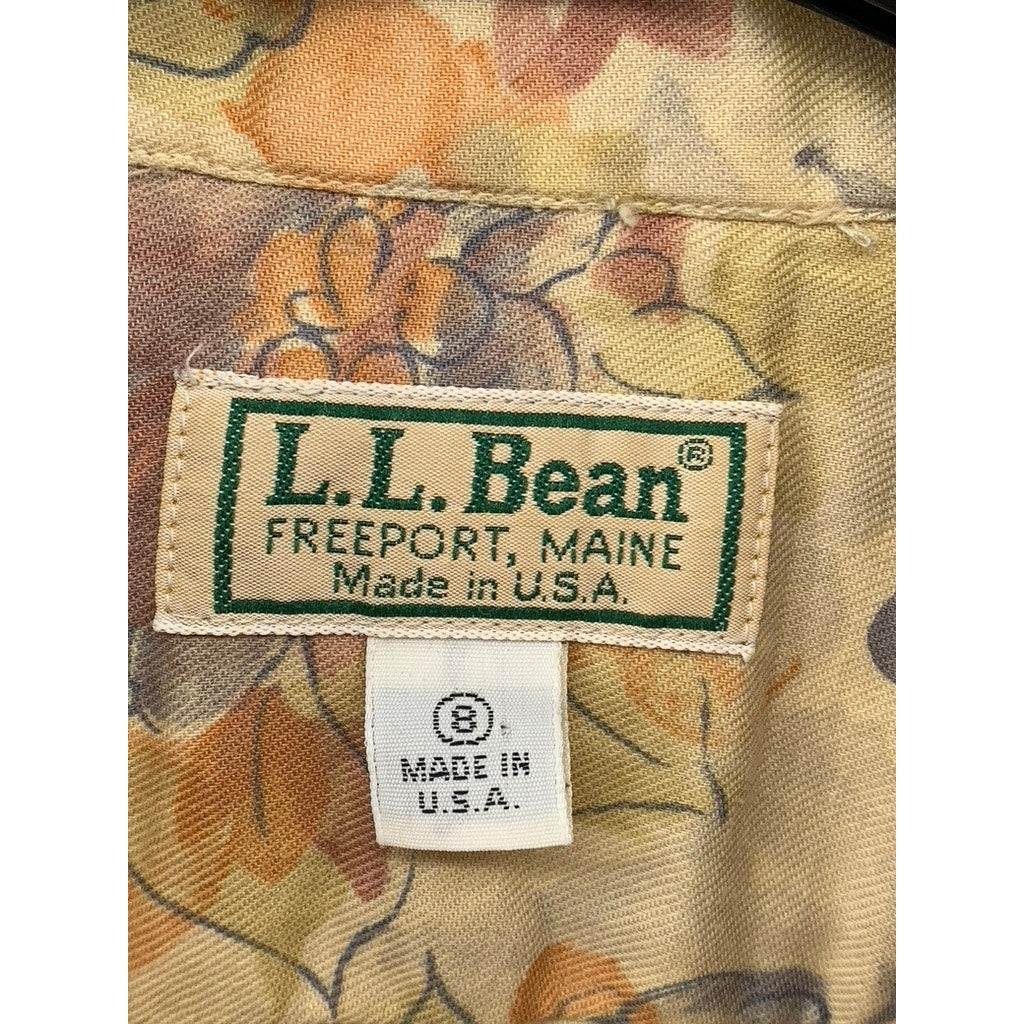 L.L.Bean®
FREEPORT, MAINE
Made in U.S.A.
8
MADE IN
U.S.A.